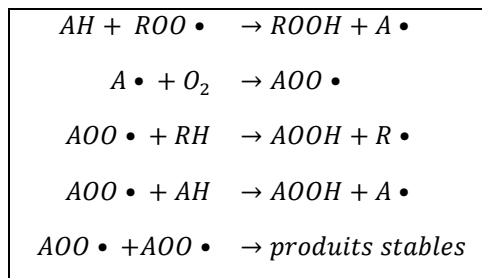 AH + ROO • → ROOH + A •
A • + O₂ → AOO •
AOO • + RH → AOOH + R •
AOO • + AH → AOOH + A •
AOO • +AOO • → produits stables